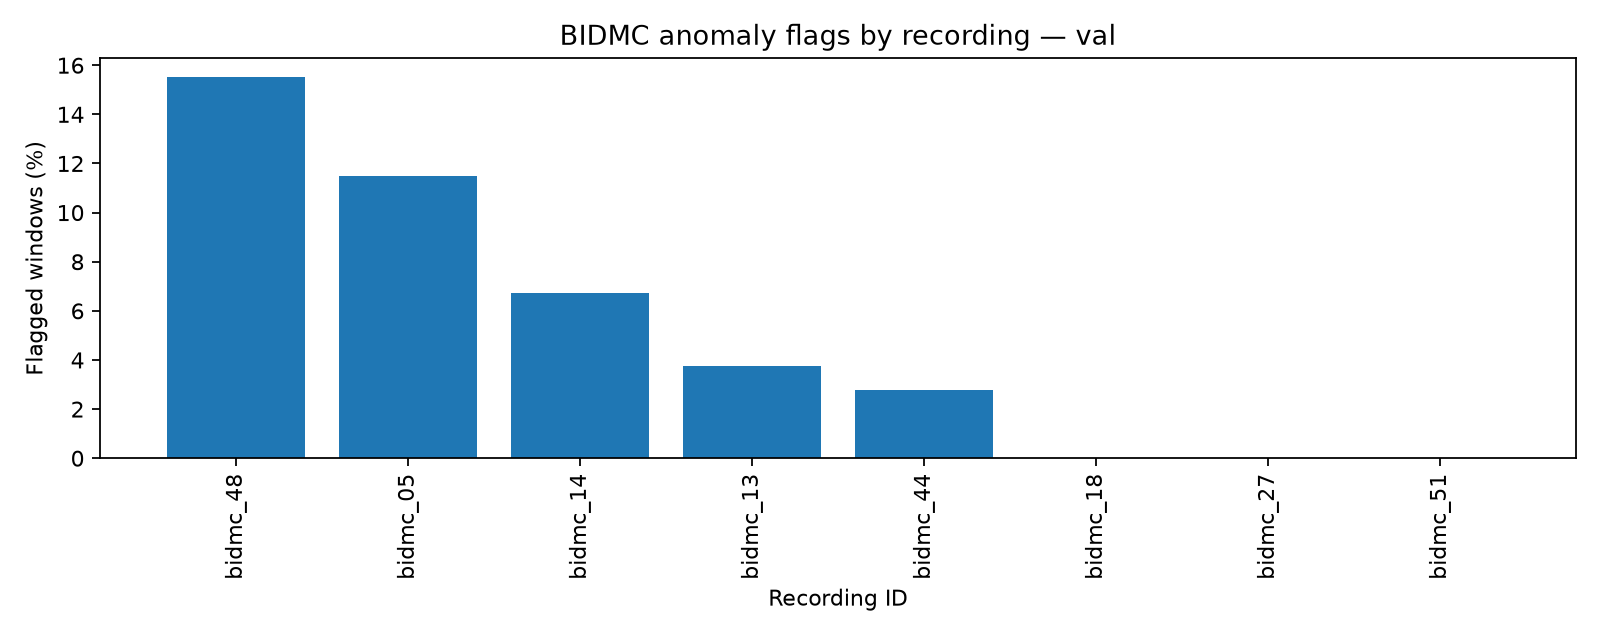 BIDMC anomaly flags by recording — val
Flagged windows (%)
16
14
12
10
8
6
4
2
0
bidmc_48
bidmc_05
bidmc_14
bidmc_13
bidmc_44
bidmc_18
bidmc_27
bidmc_51
Recording ID